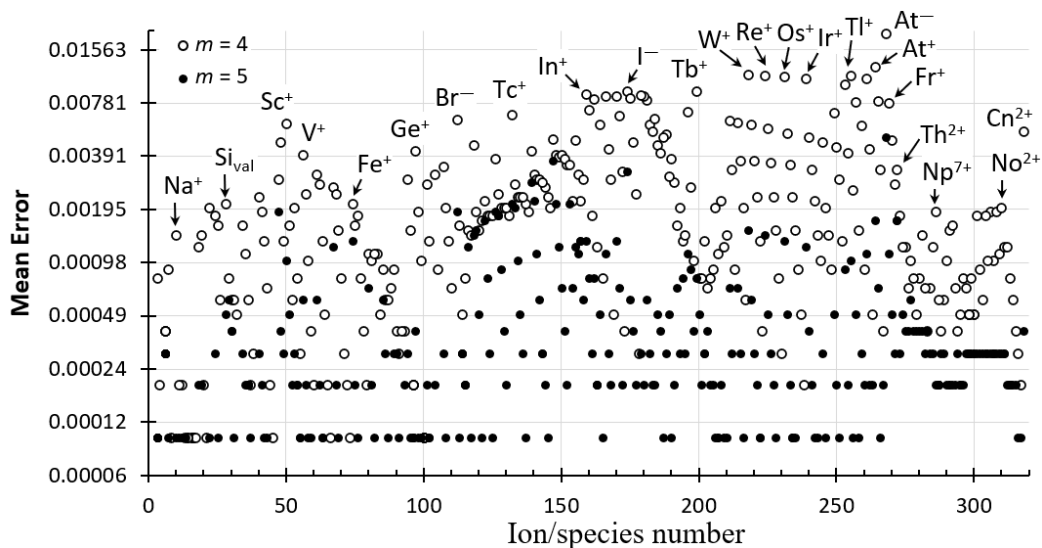 m = 4
m = 5
Mean Error
0.01563
0.00781
0.00391
0.00195
0.00098
0.00049
0.00024
0.00012
0.00006
Na⁺
Si_val
Sc⁺
V⁺
Fe⁺
Ge⁺
Br⁻
Tc⁺
In⁺
I⁻
Tb⁺
W⁺
Re⁺
Os⁺
Ir⁺
Tl⁺
At⁻
At⁺
Fr⁺
Th²⁺
Np⁷⁺
No²⁺
Cn²⁺
0 50 100 150 200 250 300
Ion/species number